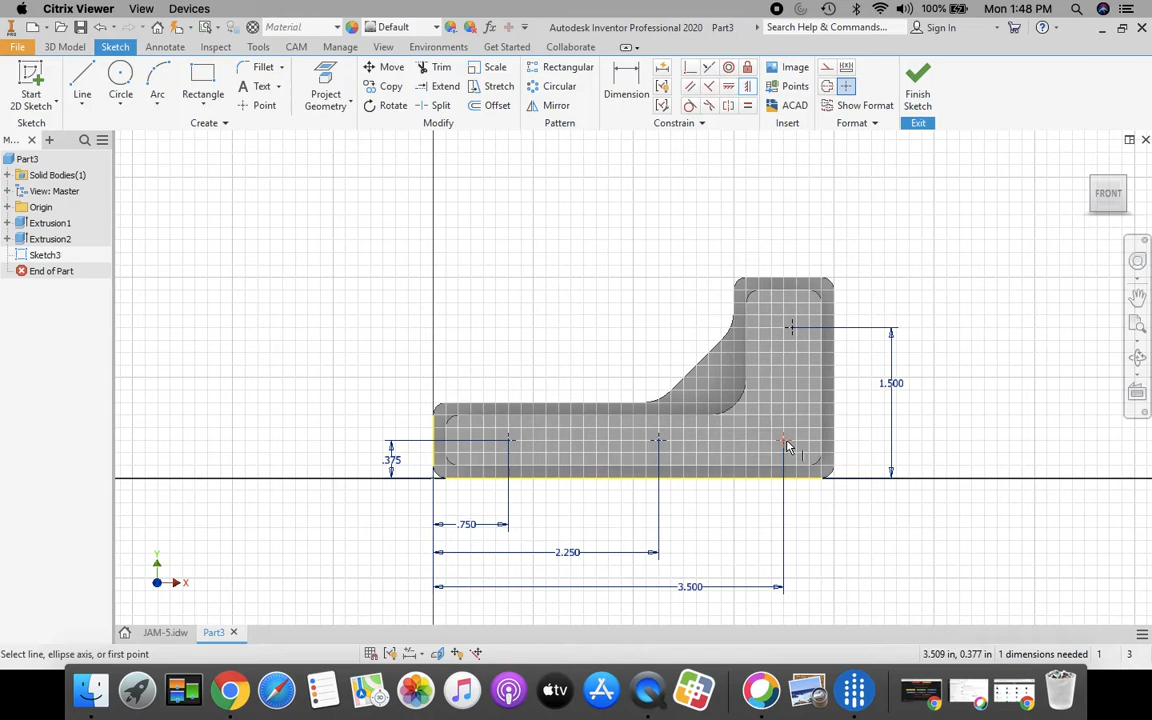 Citrix Viewer View Devices 100% Mon 1:48 PM
Material Default fx Autodesk Inventor Professional 2020 Part3 Search Help & Commands... Sign In
File 3D Model Sketch Annotate Inspect Tools CAM Manage View Environments Get Started Collaborate
Start 2D Sketch Line Circle Arc Rectangle Fillet Text Point Project Geometry Move Copy Rotate Trim Extend Split Scale Stretch Offset Rectangular Circular Mirror Dimension Image Points ACAD Show Format Finish Sketch
Sketch Create Modify Pattern Constrain Insert Format Exit
M...
Part3
Solid Bodies(1)
View: Master
Origin
Extrusion1
Extrusion2
Sketch3
End of Part
FRONT
1.500
.375
.750
2.250
3.500
Y
X
JAM-5.idw Part3
Select line, ellipse axis, or first point 3.509 in, 0.377 in 1 dimensions needed 1 3
tv